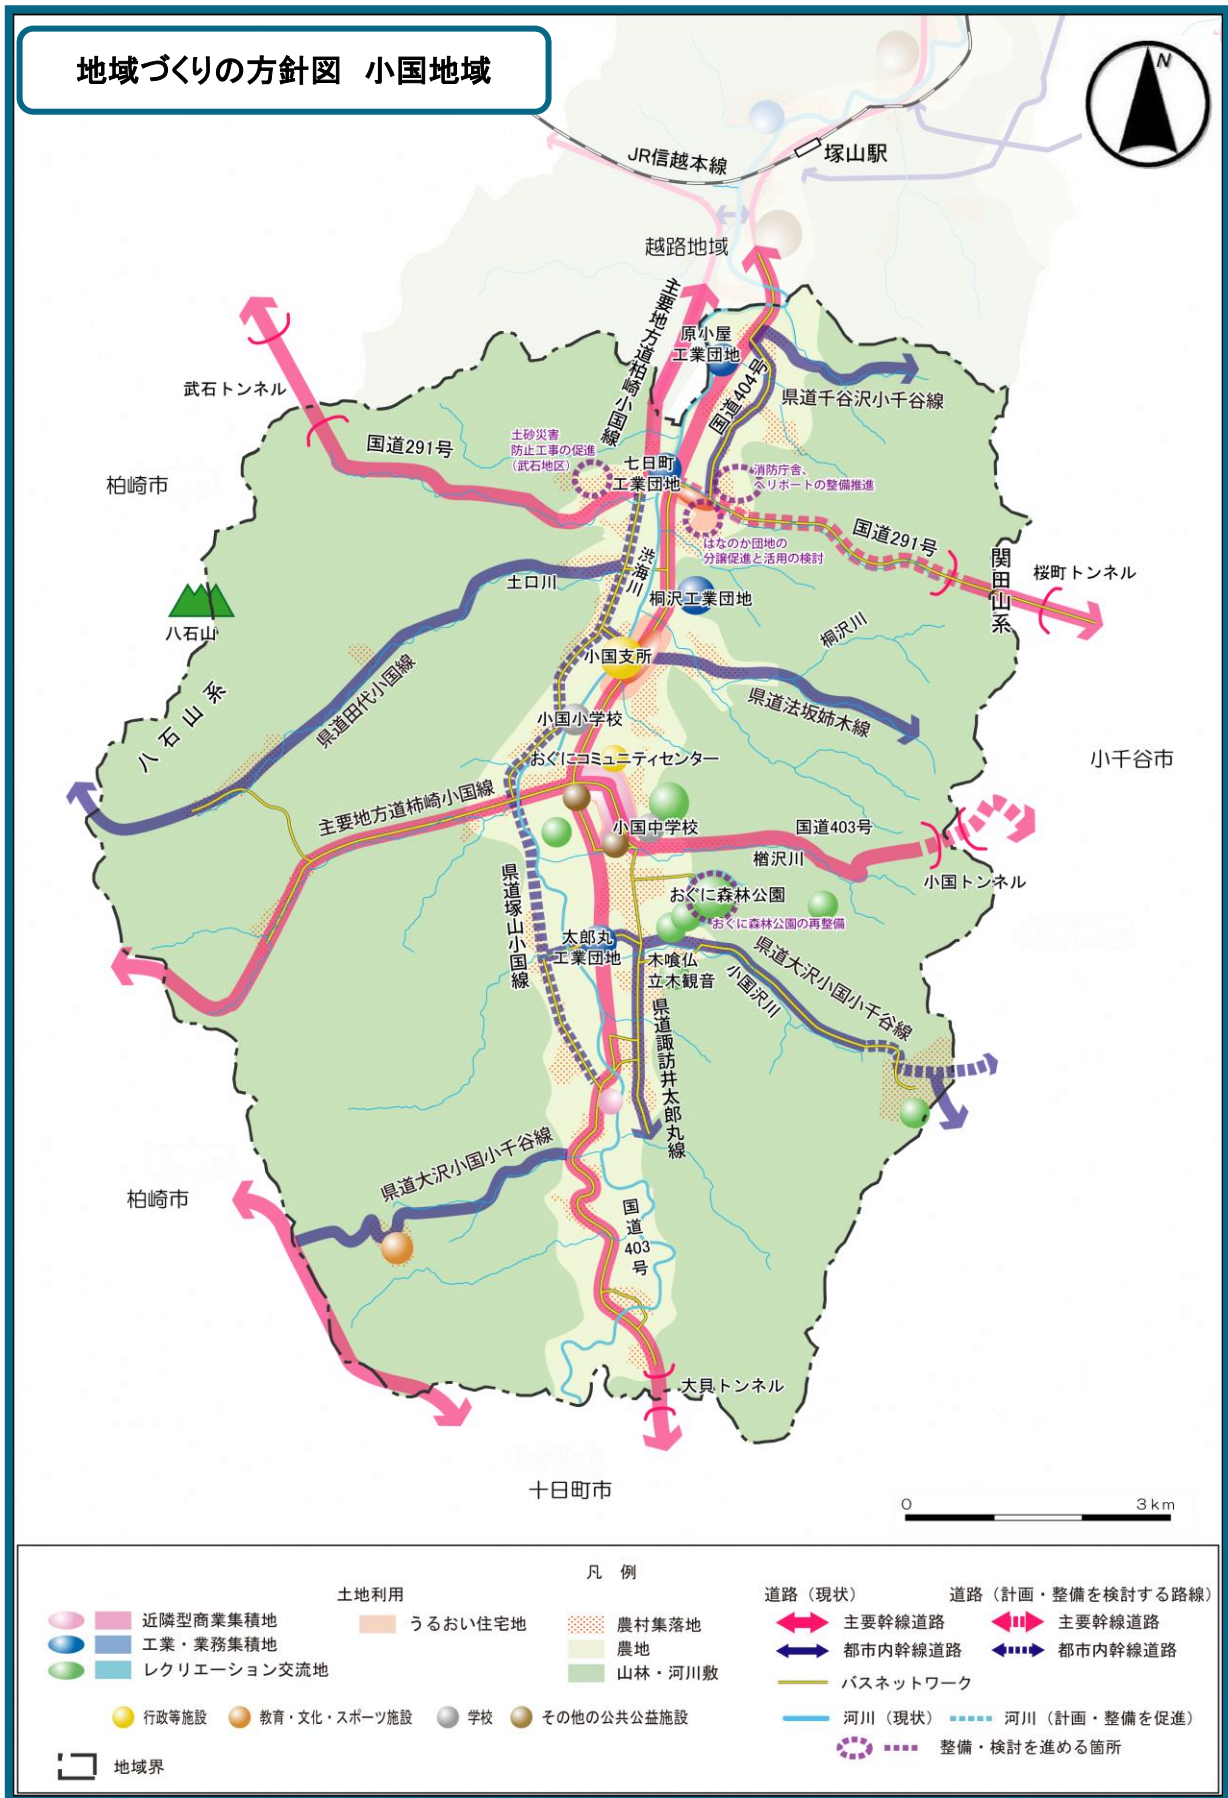 地域づくりの方針図 小国地域
N
JR信越本線
塚山駅
越路地域
主要地方道柏崎小国線
原小屋
工業団地
国道404号
県道千谷沢小千谷線
武石トンネル
国道291号
土砂災害
防止工事の促進
(武石地区)
七日町
工業団地
消防庁舎、
ヘリポートの整備推進
柏崎市
はなのか団地の
分譲促進と活用の検討
国道291号
関田山系
桜町トンネル
渋海川
土口川
桐沢工業団地
八石山
桐沢川
小国支所
八石山系
県道田代小国線
県道法坂姉木線
小国小学校
おぐにコミュニティセンター
小千谷市
主要地方道柿崎小国線
小国中学校
国道403号
楢沢川
小国トンネル
県道塚山小国線
おぐに森林公園
おぐに森林公園の再整備
太郎丸
工業団地
木喰仏
立木観音
小国沢川
県道大沢小国小千谷線
県道諏訪井太郎丸線
県道大沢小国小千谷線
柏崎市
国道403号
大貝トンネル
十日町市
0 3km
凡 例
土地利用
道路(現状)
道路(計画・整備を検討する路線)
近隣型商業集積地
うるおい住宅地
農村集落地
主要幹線道路
主要幹線道路
工業・業務集積地
農地
都市内幹線道路
都市内幹線道路
レクリエーション交流地
山林・河川敷
バスネットワーク
行政等施設
教育・文化・スポーツ施設
学校
その他の公共公益施設
河川(現状)
河川(計画・整備を促進)
整備・検討を進める箇所
地域界